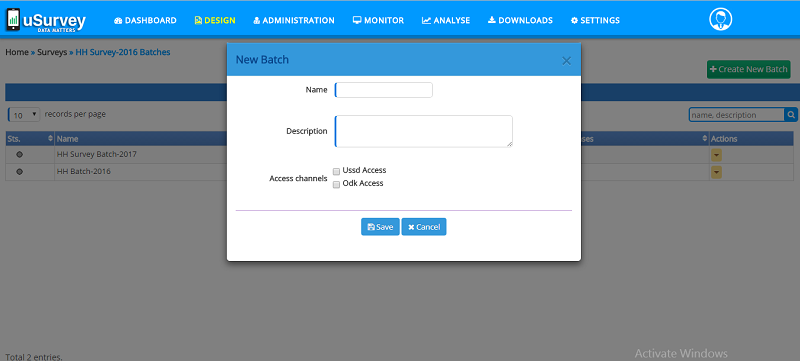 uSurvey
DATA MATTERS
DASHBOARD DESIGN ADMINISTRATION MONITOR ANALYSE DOWNLOADS SETTINGS
Home » Surveys » HH Survey-2016 Batches
New Batch ×
+ Create New Batch
Name
10 records per page
name, description
Description
Sts. Name ses Actions
HH Survey Batch-2017
HH Batch-2016
Access channels
Ussd Access
Odk Access
Save Cancel
Total 2 entries.
Activate Windows